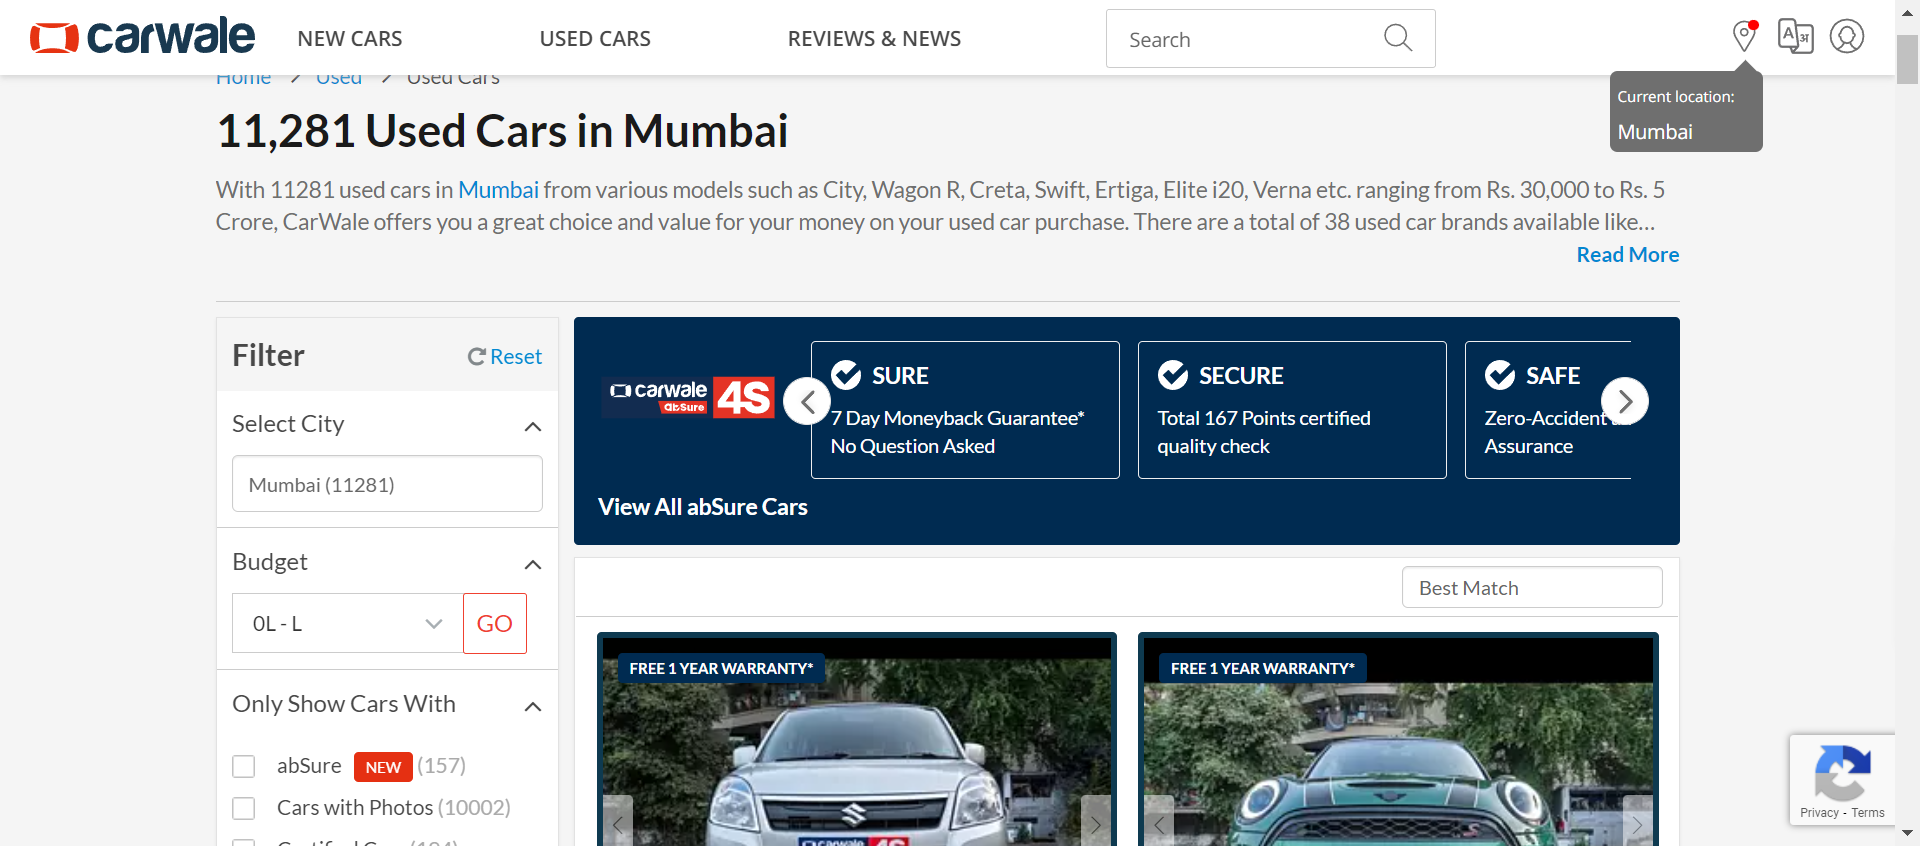 carwale
NEW CARS
USED CARS
REVIEWS & NEWS
Search
Aअ
Current location:
Mumbai
Home
Used
Used Cars
11,281 Used Cars in Mumbai
With 11281 used cars in Mumbai from various models such as City, Wagon R, Creta, Swift, Ertiga, Elite i20, Verna etc. ranging from Rs. 30,000 to Rs. 5
Crore, CarWale offers you a great choice and value for your money on your used car purchase. There are a total of 38 used car brands available like...
Read More
Filter
Reset
Select City
Mumbai (11281)
Budget
0L - L
GO
Only Show Cars With
abSure NEW (157)
Cars with Photos (10002)
carwale
abSure
4S
SURE
7 Day Moneyback Guarantee*
No Question Asked
SECURE
Total 167 Points certified
quality check
SAFE
Zero-Accident
Assurance
View All abSure Cars
Best Match
FREE 1 YEAR WARRANTY*
carwale 4S
FREE 1 YEAR WARRANTY*
S
Privacy - Terms